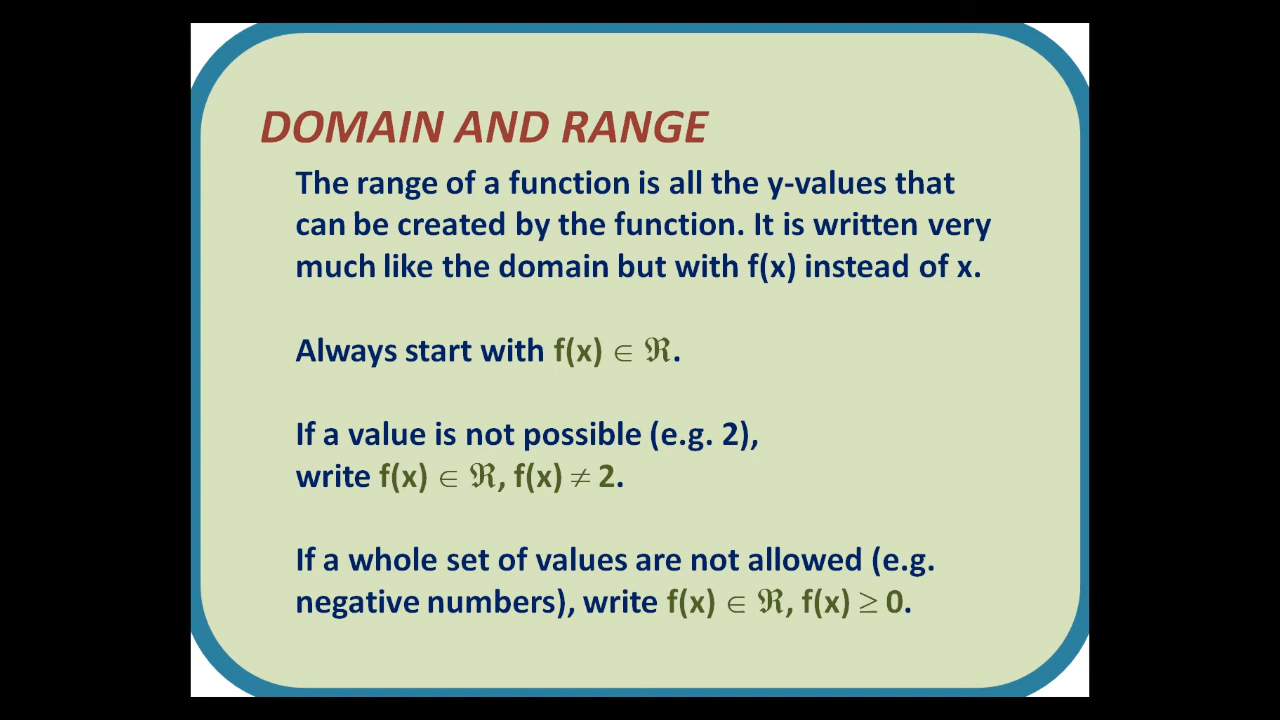 DOMAIN AND RANGE
The range of a function is all the y-values that
can be created by the function. It is written very
much like the domain but with f(x) instead of x.
Always start with f(x) ∈ ℜ.
If a value is not possible (e.g. 2),
write f(x) ∈ ℜ, f(x) ≠ 2.
If a whole set of values are not allowed (e.g.
negative numbers), write f(x) ∈ ℜ, f(x) ≥ 0.